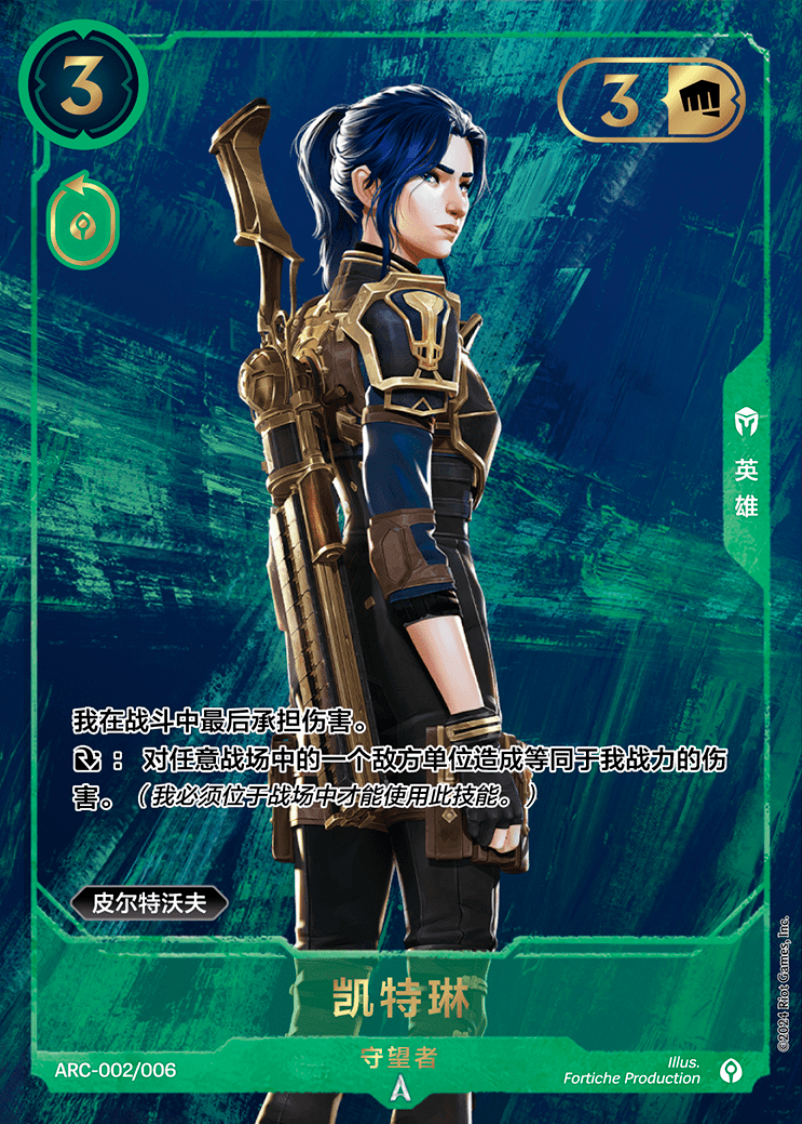 3
3
英雄
我在战斗中最后承担伤害。
： 对任意战场中的一个敌方单位造成等同于我战力的伤
害。（我必须位于战场中才能使用此技能。）
皮尔特沃夫
凯特琳
守望者
ARC-002/006
Illus.
Fortiche Production
©2024 Riot Games, Inc.